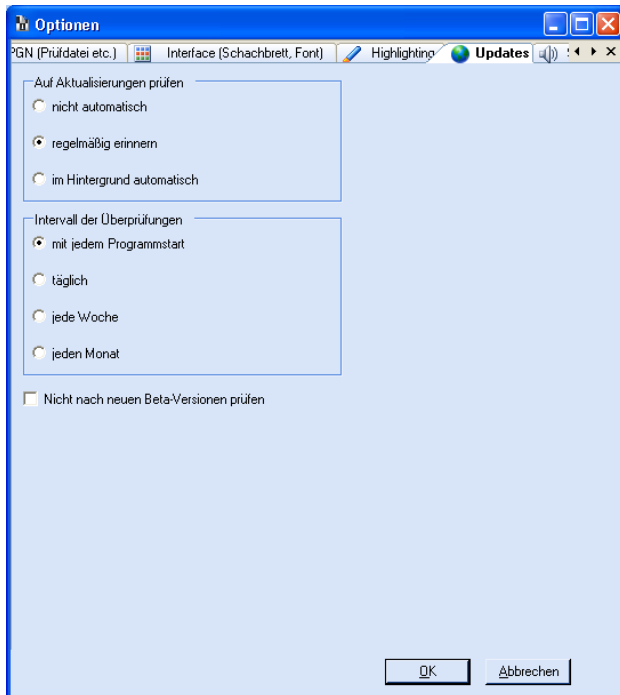 Optionen
PGN (Prüfdatei etc.) Interface (Schachbrett, Font) Highlighting Updates
Auf Aktualisierungen prüfen
nicht automatisch
regelmäßig erinnern
im Hintergrund automatisch
Intervall der Überprüfungen
mit jedem Programmstart
täglich
jede Woche
jeden Monat
Nicht nach neuen Beta-Versionen prüfen
OK Abbrechen